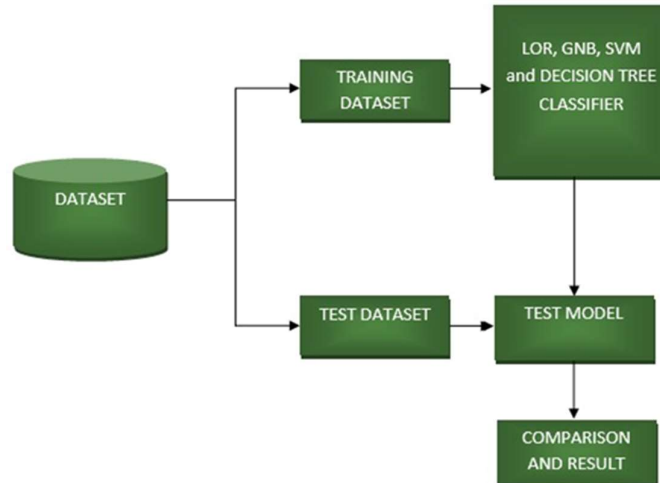 LOR, GNB, SVM
and DECISION TREE
CLASSIFIER
TRAINING
DATASET
DATASET
TEST DATASET
TEST MODEL
COMPARISON
AND RESULT